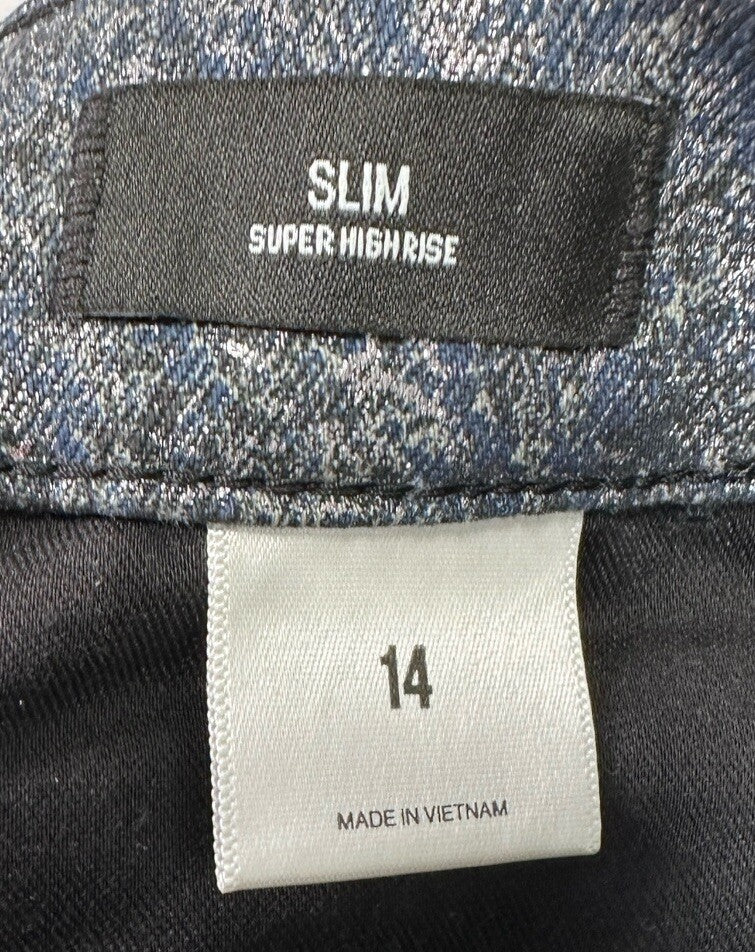 SLIM
SUPER HIGH RISE
14
MADE IN VIETNAM